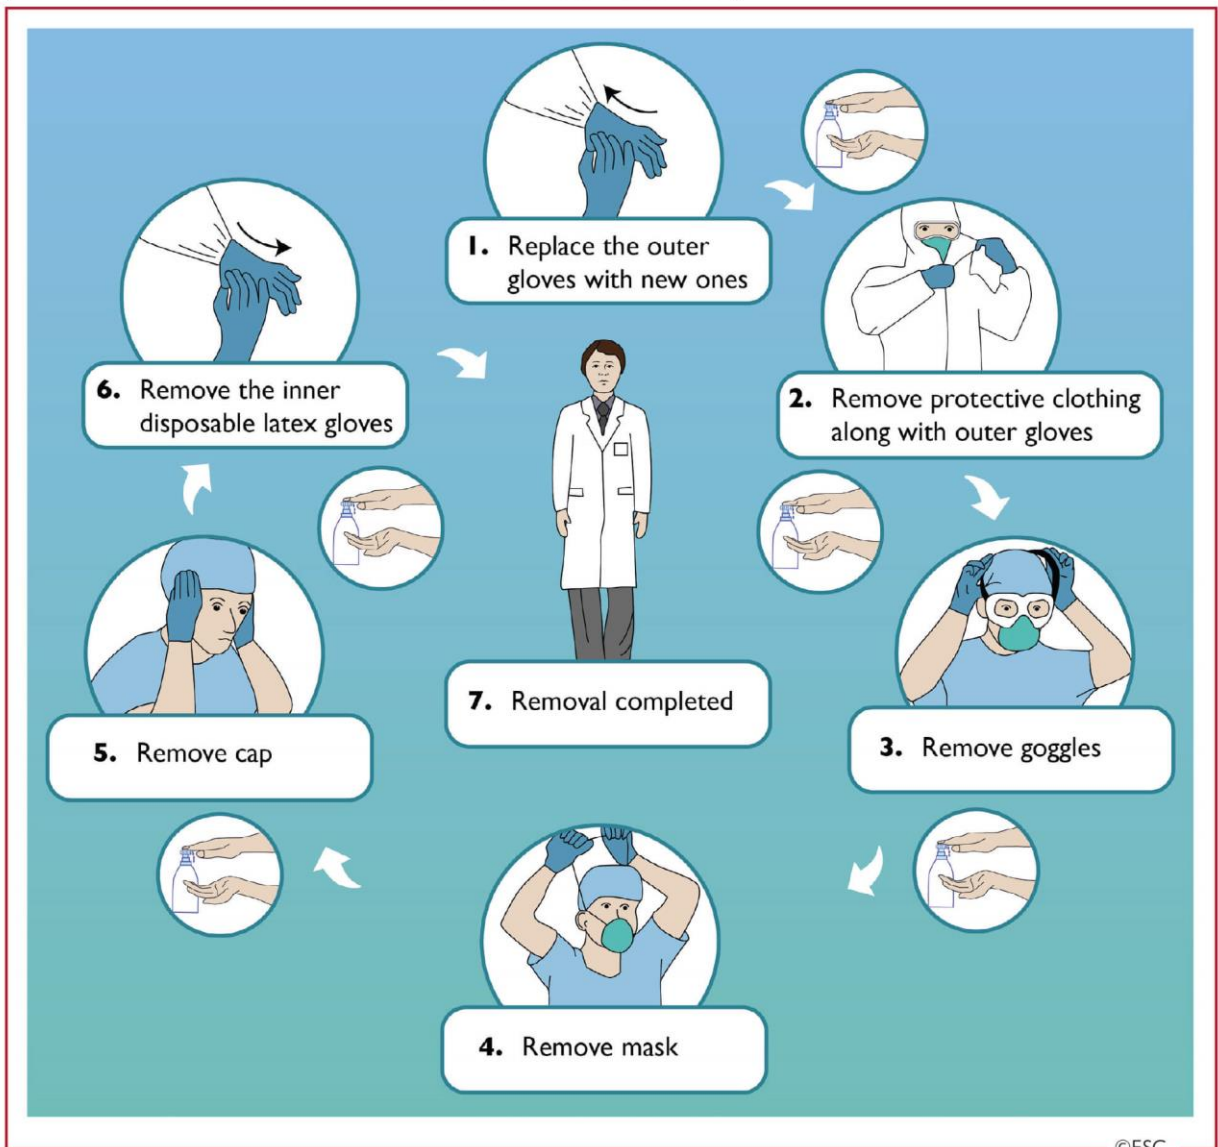 1. Replace the outer
gloves with new ones
2. Remove protective clothing
along with outer gloves
3. Remove goggles
4. Remove mask
5. Remove cap
6. Remove the inner
disposable latex gloves
7. Removal completed
©ESC